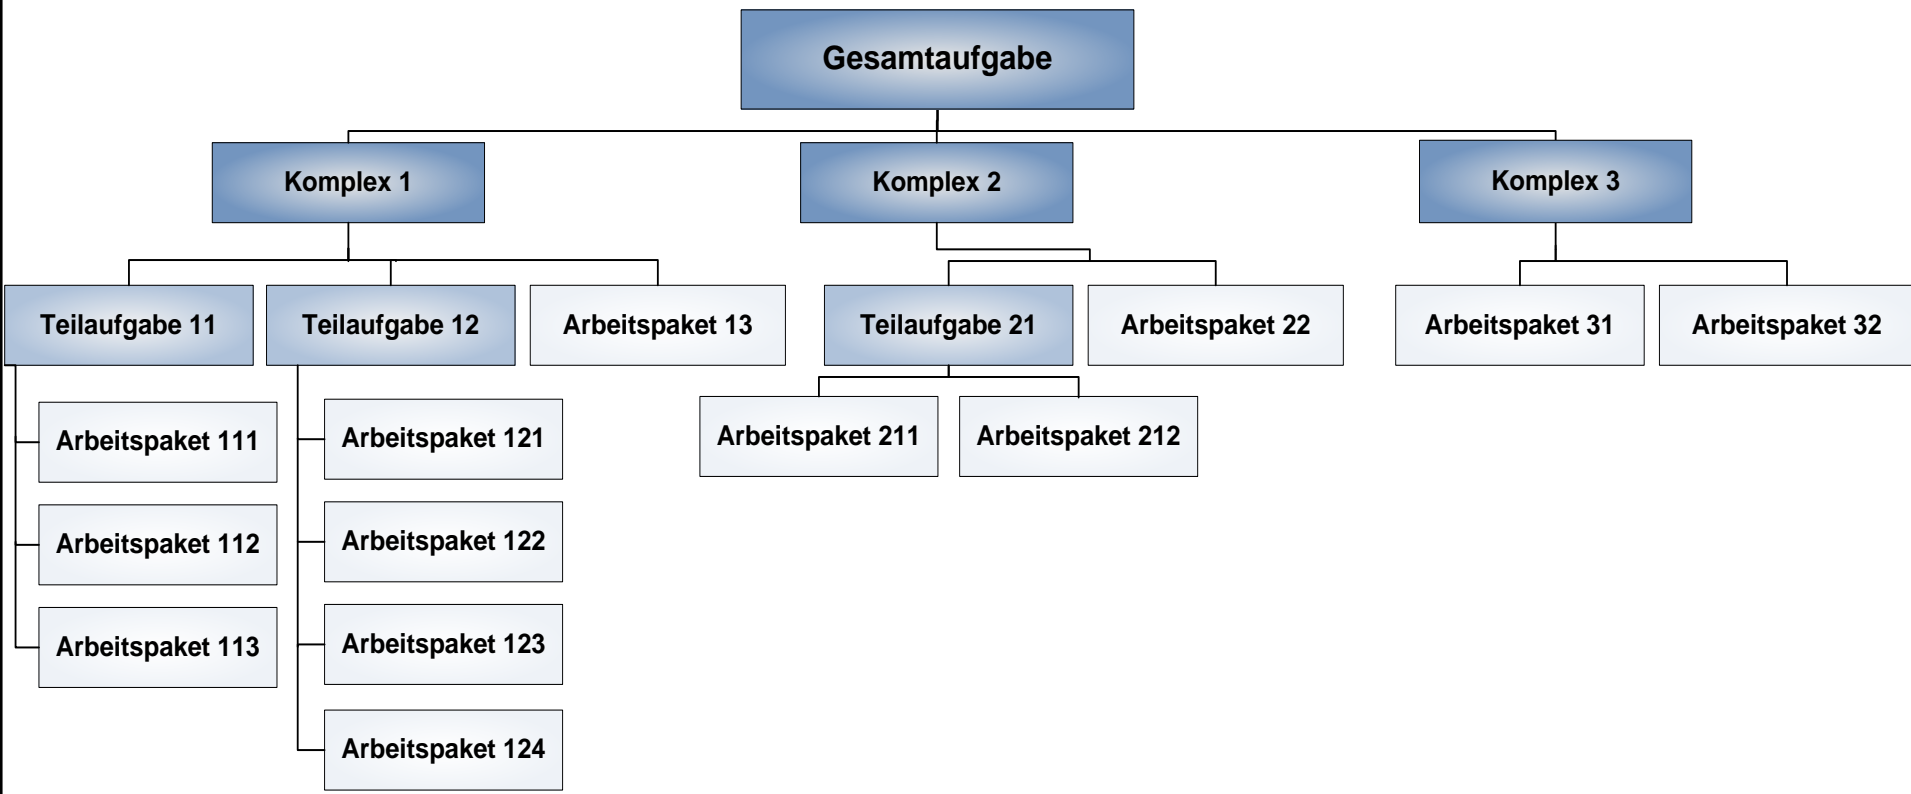 Gesamtaufgabe
Komplex 1
Komplex 2
Komplex 3
Teilaufgabe 11
Teilaufgabe 12
Arbeitspaket 13
Teilaufgabe 21
Arbeitspaket 22
Arbeitspaket 31
Arbeitspaket 32
Arbeitspaket 111
Arbeitspaket 112
Arbeitspaket 113
Arbeitspaket 121
Arbeitspaket 122
Arbeitspaket 123
Arbeitspaket 124
Arbeitspaket 211
Arbeitspaket 212